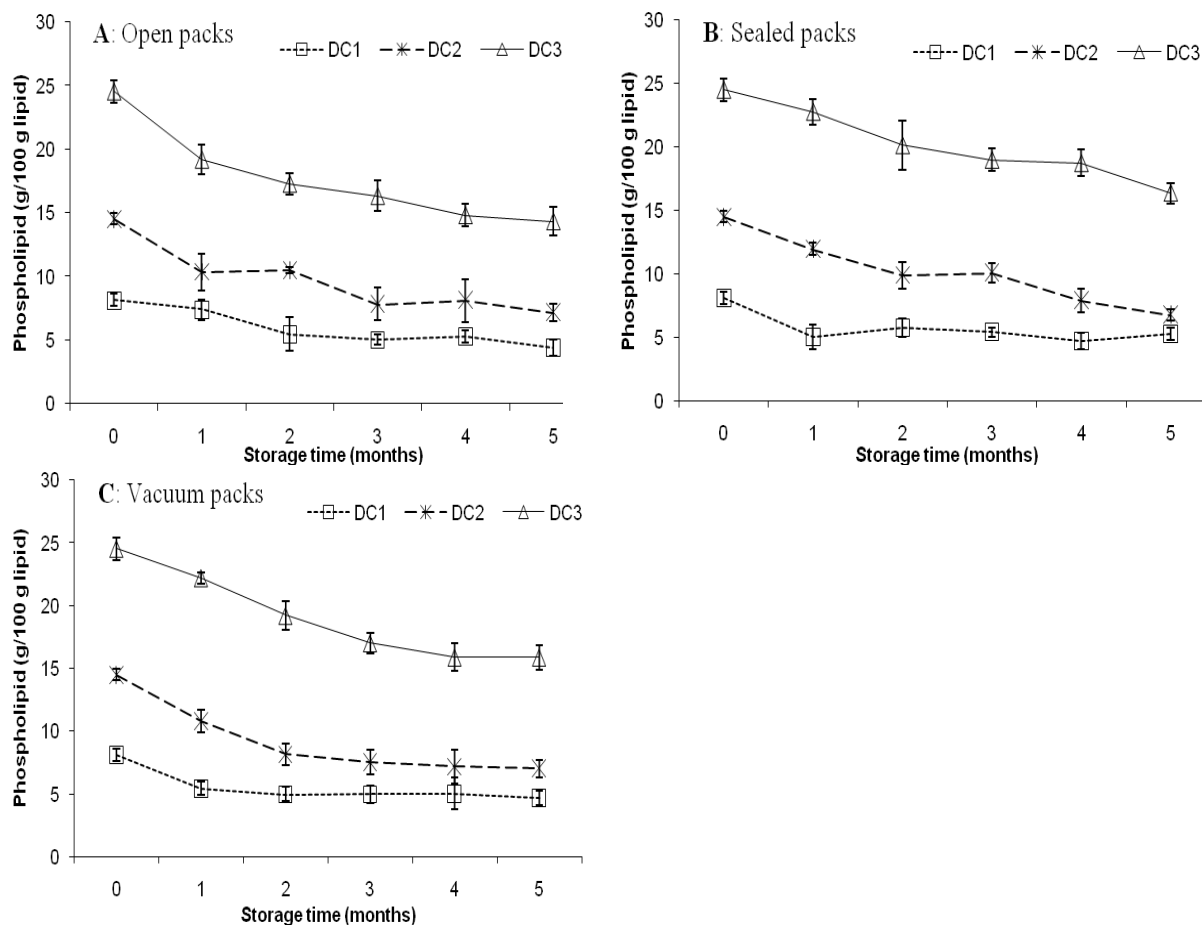 A: Open packs
DC1 DC2 DC3
Phospholipid (g/100 g lipid)
30
25
20
15
10
5
0
0 1 2 3 4 5
Storage time (months)
B: Sealed packs
DC1 DC2 DC3
Phospholipid (g/100 g lipid)
30
25
20
15
10
5
0
0 1 2 3 4 5
Storage time (months)
C: Vacuum packs
DC1 DC2 DC3
Phospholipid (g/100 g lipid)
30
25
20
15
10
5
0
0 1 2 3 4 5
Storage time (months)